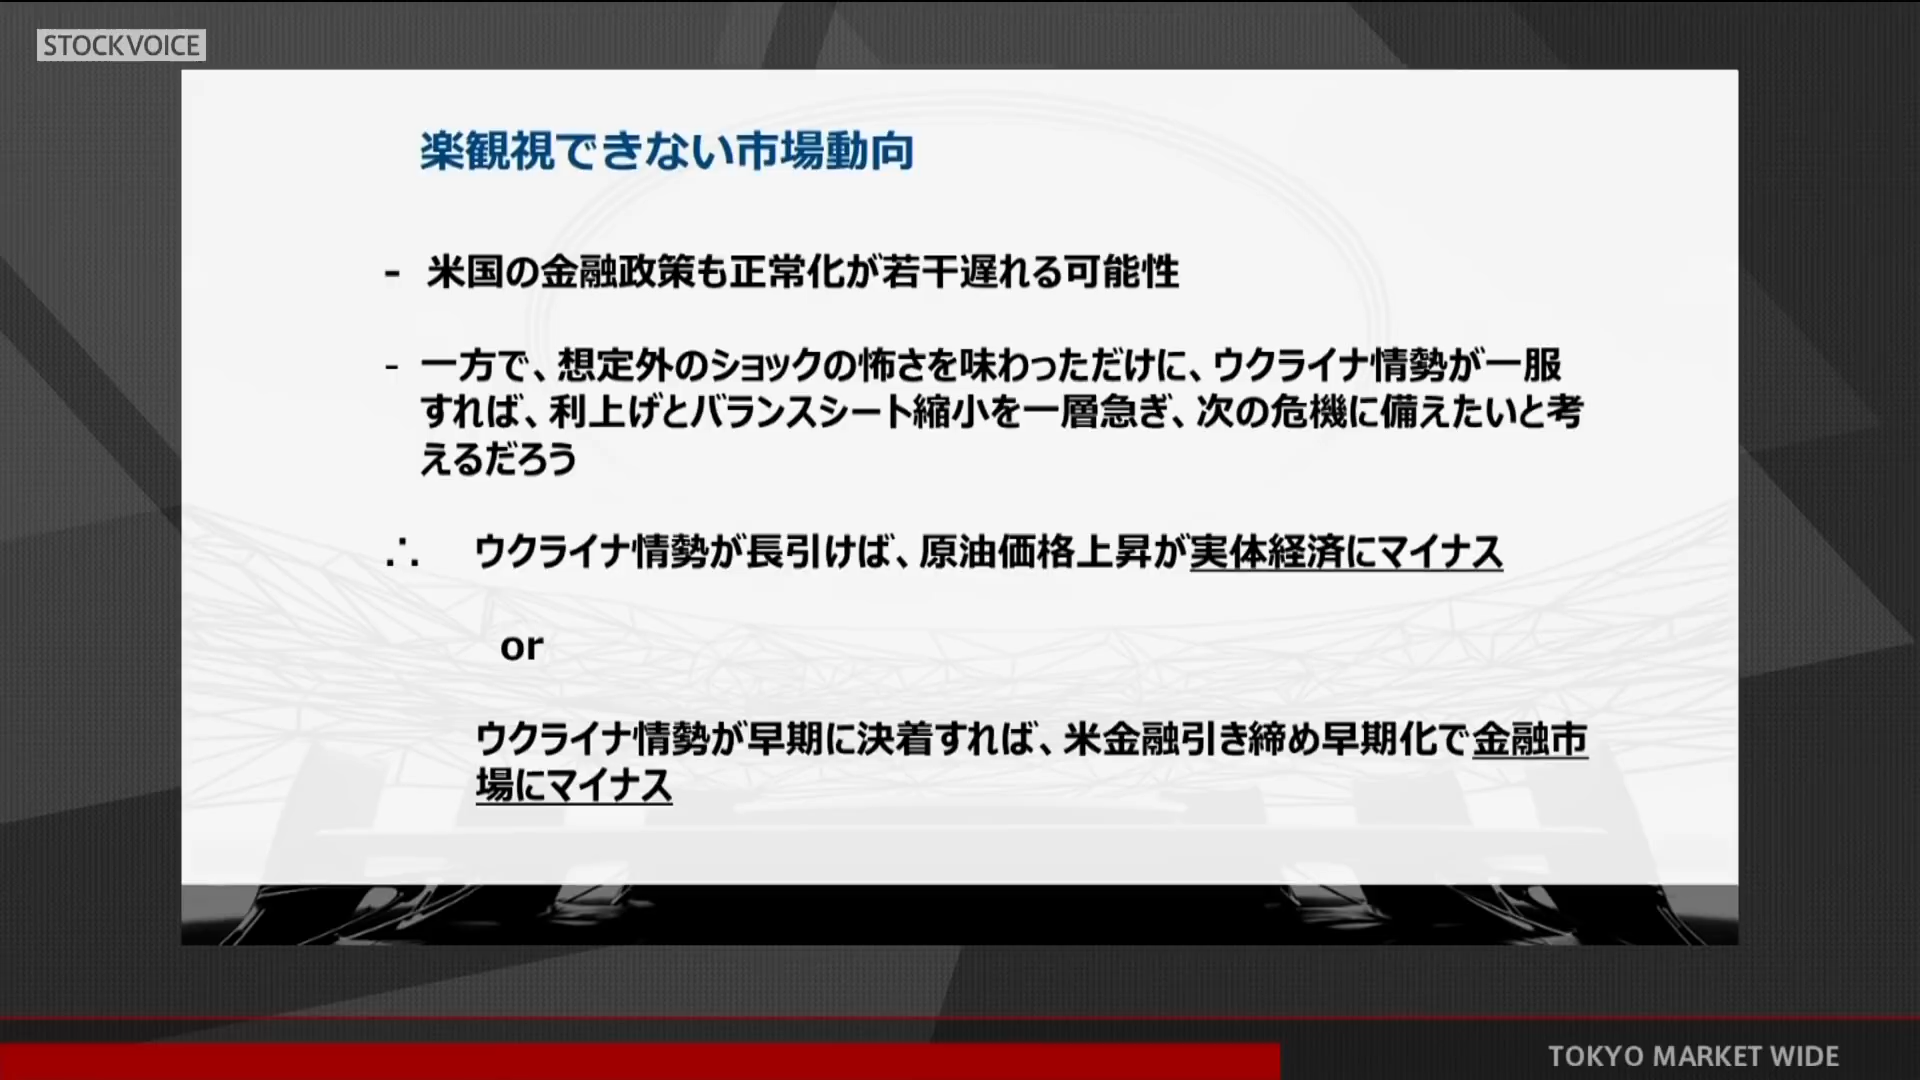 STOCKVOICE
楽観視できない市場動向
- 米国の金融政策も正常化が若干遅れる可能性
- 一方で、想定外のショックの怖さを味わっただけに、ウクライナ情勢が一服
すれば、利上げとバランスシート縮小を一層急ぎ、次の危機に備えたいと考
えるだろう
∴ ウクライナ情勢が長引けば、原油価格上昇が実体経済にマイナス
or
ウクライナ情勢が早期に決着すれば、米金融引き締め早期化で金融市
場にマイナス
TOKYO MARKET WIDE